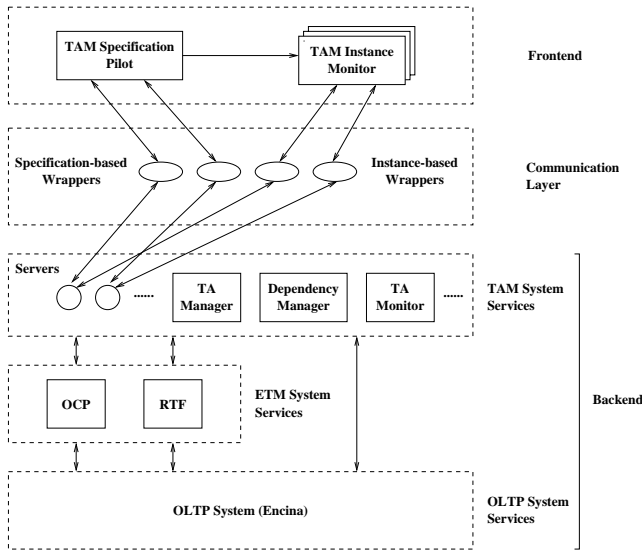 TAM Specification
Pilot
TAM Instance
Monitor
Frontend
Specification-based
Wrappers
Instance-based
Wrappers
Communication
Layer
Servers
......
TA
Manager
Dependency
Manager
TA
Monitor
......
TAM System
Services
OCP
RTF
ETM System
Services
Backend
OLTP System (Encina)
OLTP System
Services